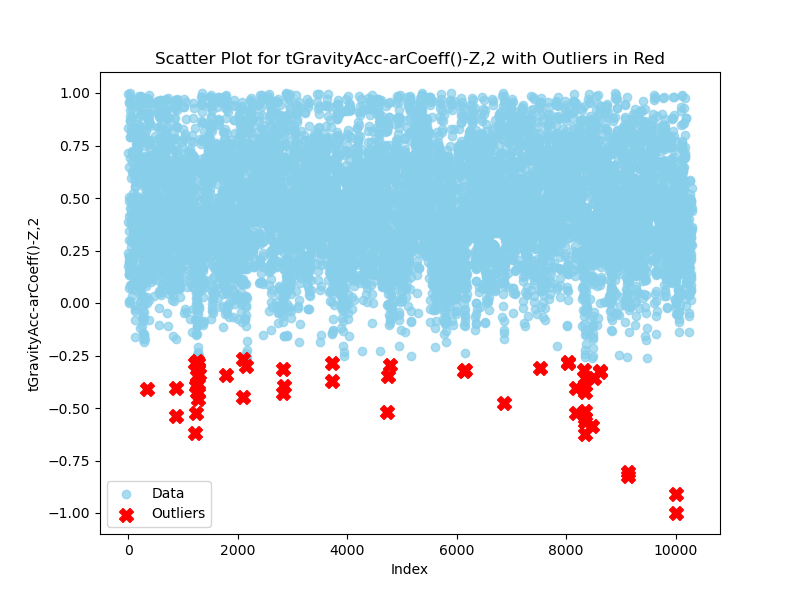 Scatter Plot for tGravityAcc-arCoeff()-Z,2 with Outliers in Red
tGravityAcc-arCoeff()-Z,2
1.00
0.75
0.50
0.25
0.00
−0.25
−0.50
−0.75
−1.00
Data
Outliers
0 2000 4000 6000 8000 10000
Index